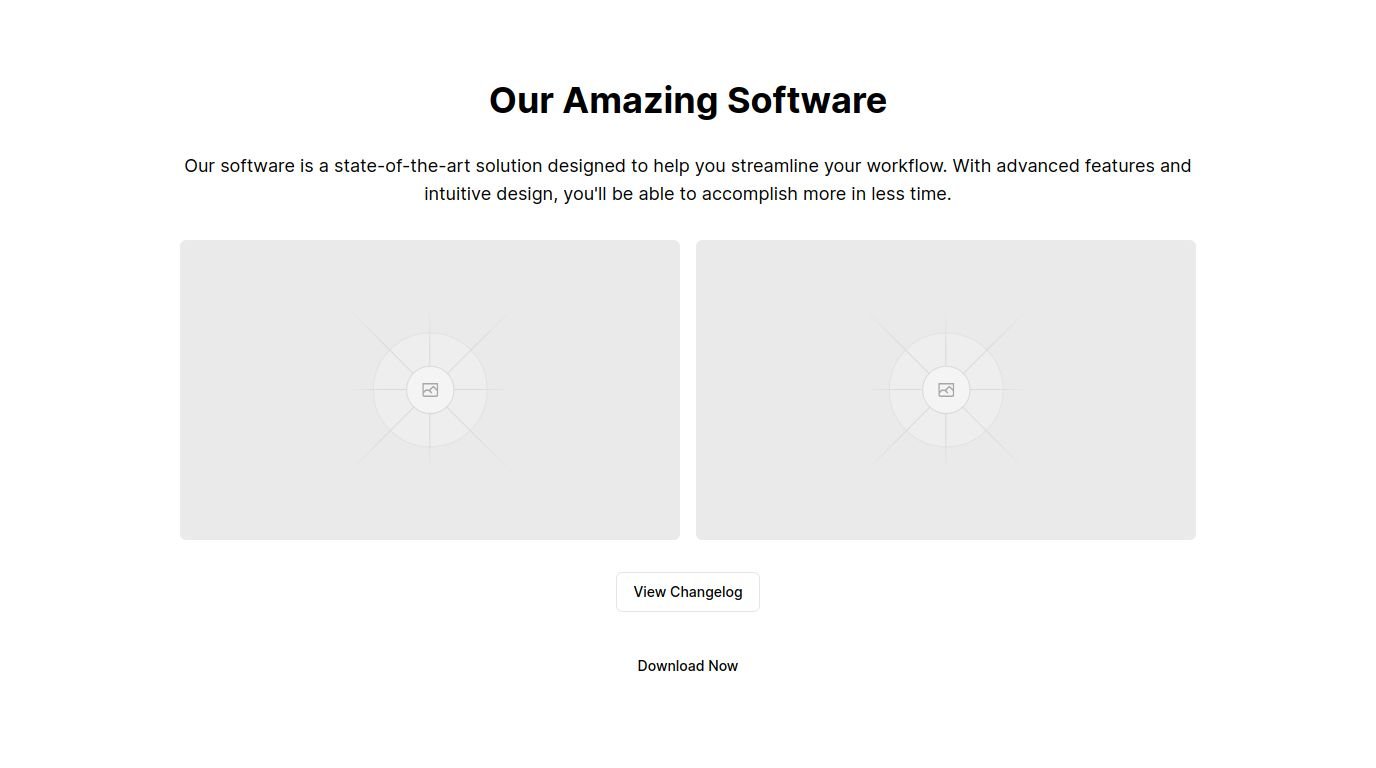 Our Amazing Software
Our software is a state-of-the-art solution designed to help you streamline your workflow. With advanced features and
intuitive design, you'll be able to accomplish more in less time.
View Changelog
Download Now